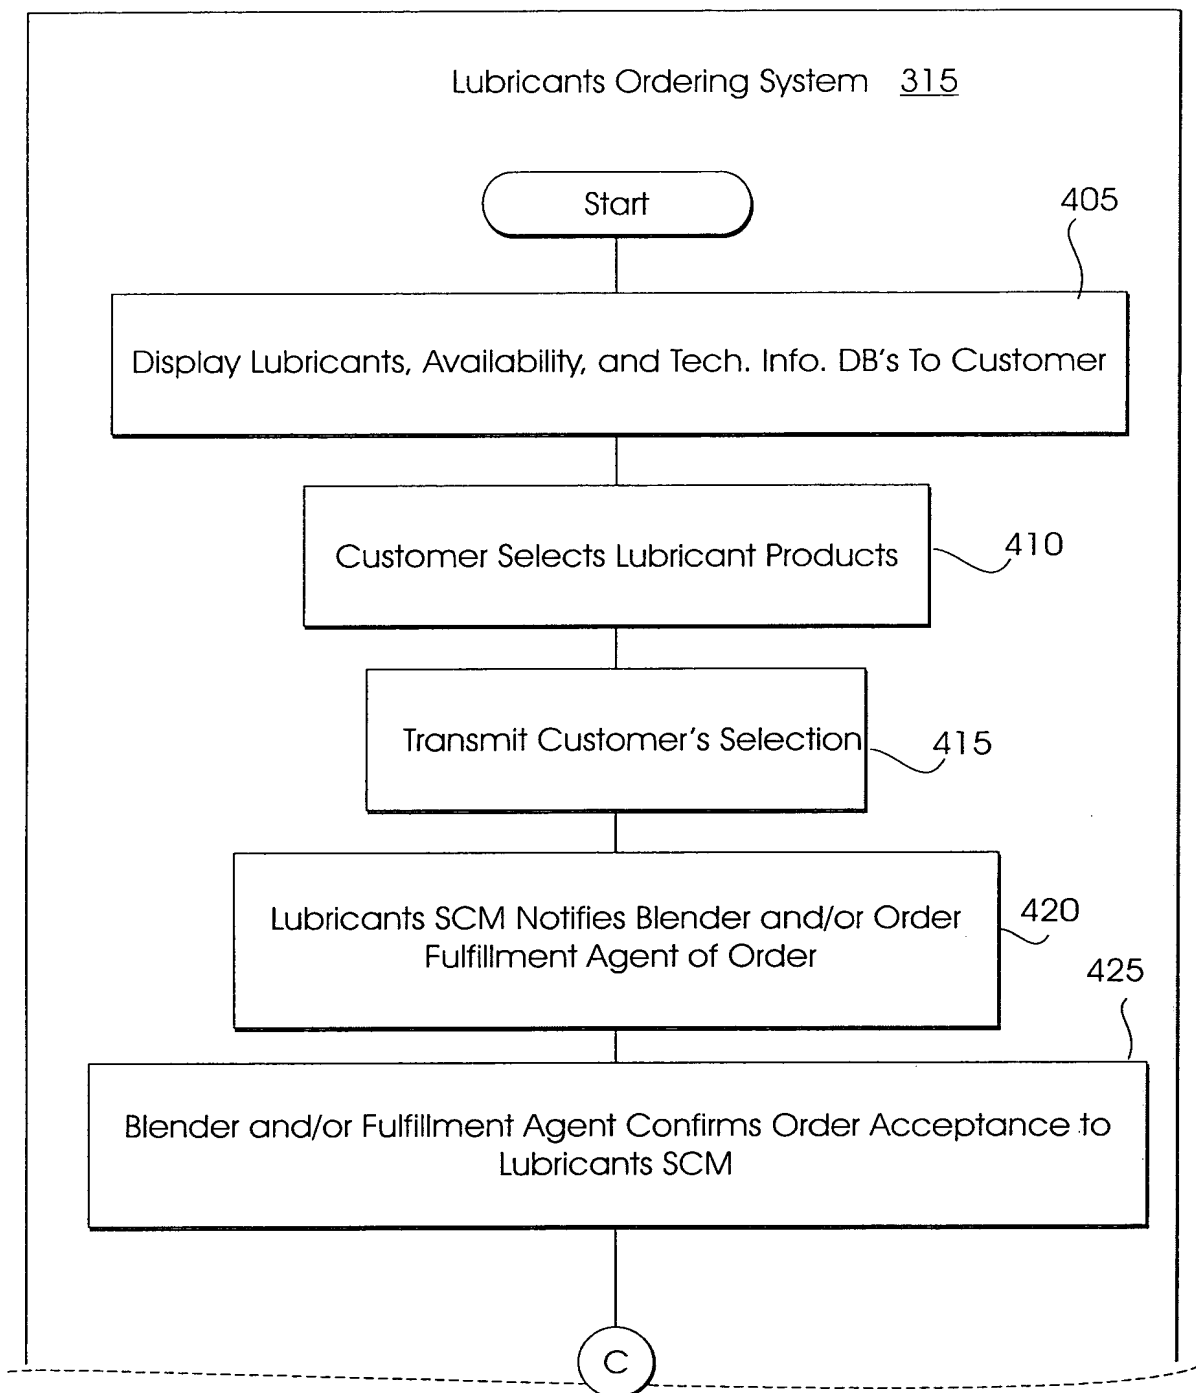 Lubricants Ordering System 315
Start
405
Display Lubricants, Availability, and Tech. Info. DB's To Customer
Customer Selects Lubricant Products
410
Transmit Customer's Selection
415
Lubricants SCM Notifies Blender and/or Order
Fulfillment Agent of Order
420
425
Blender and/or Fulfillment Agent Confirms Order Acceptance to
Lubricants SCM
C